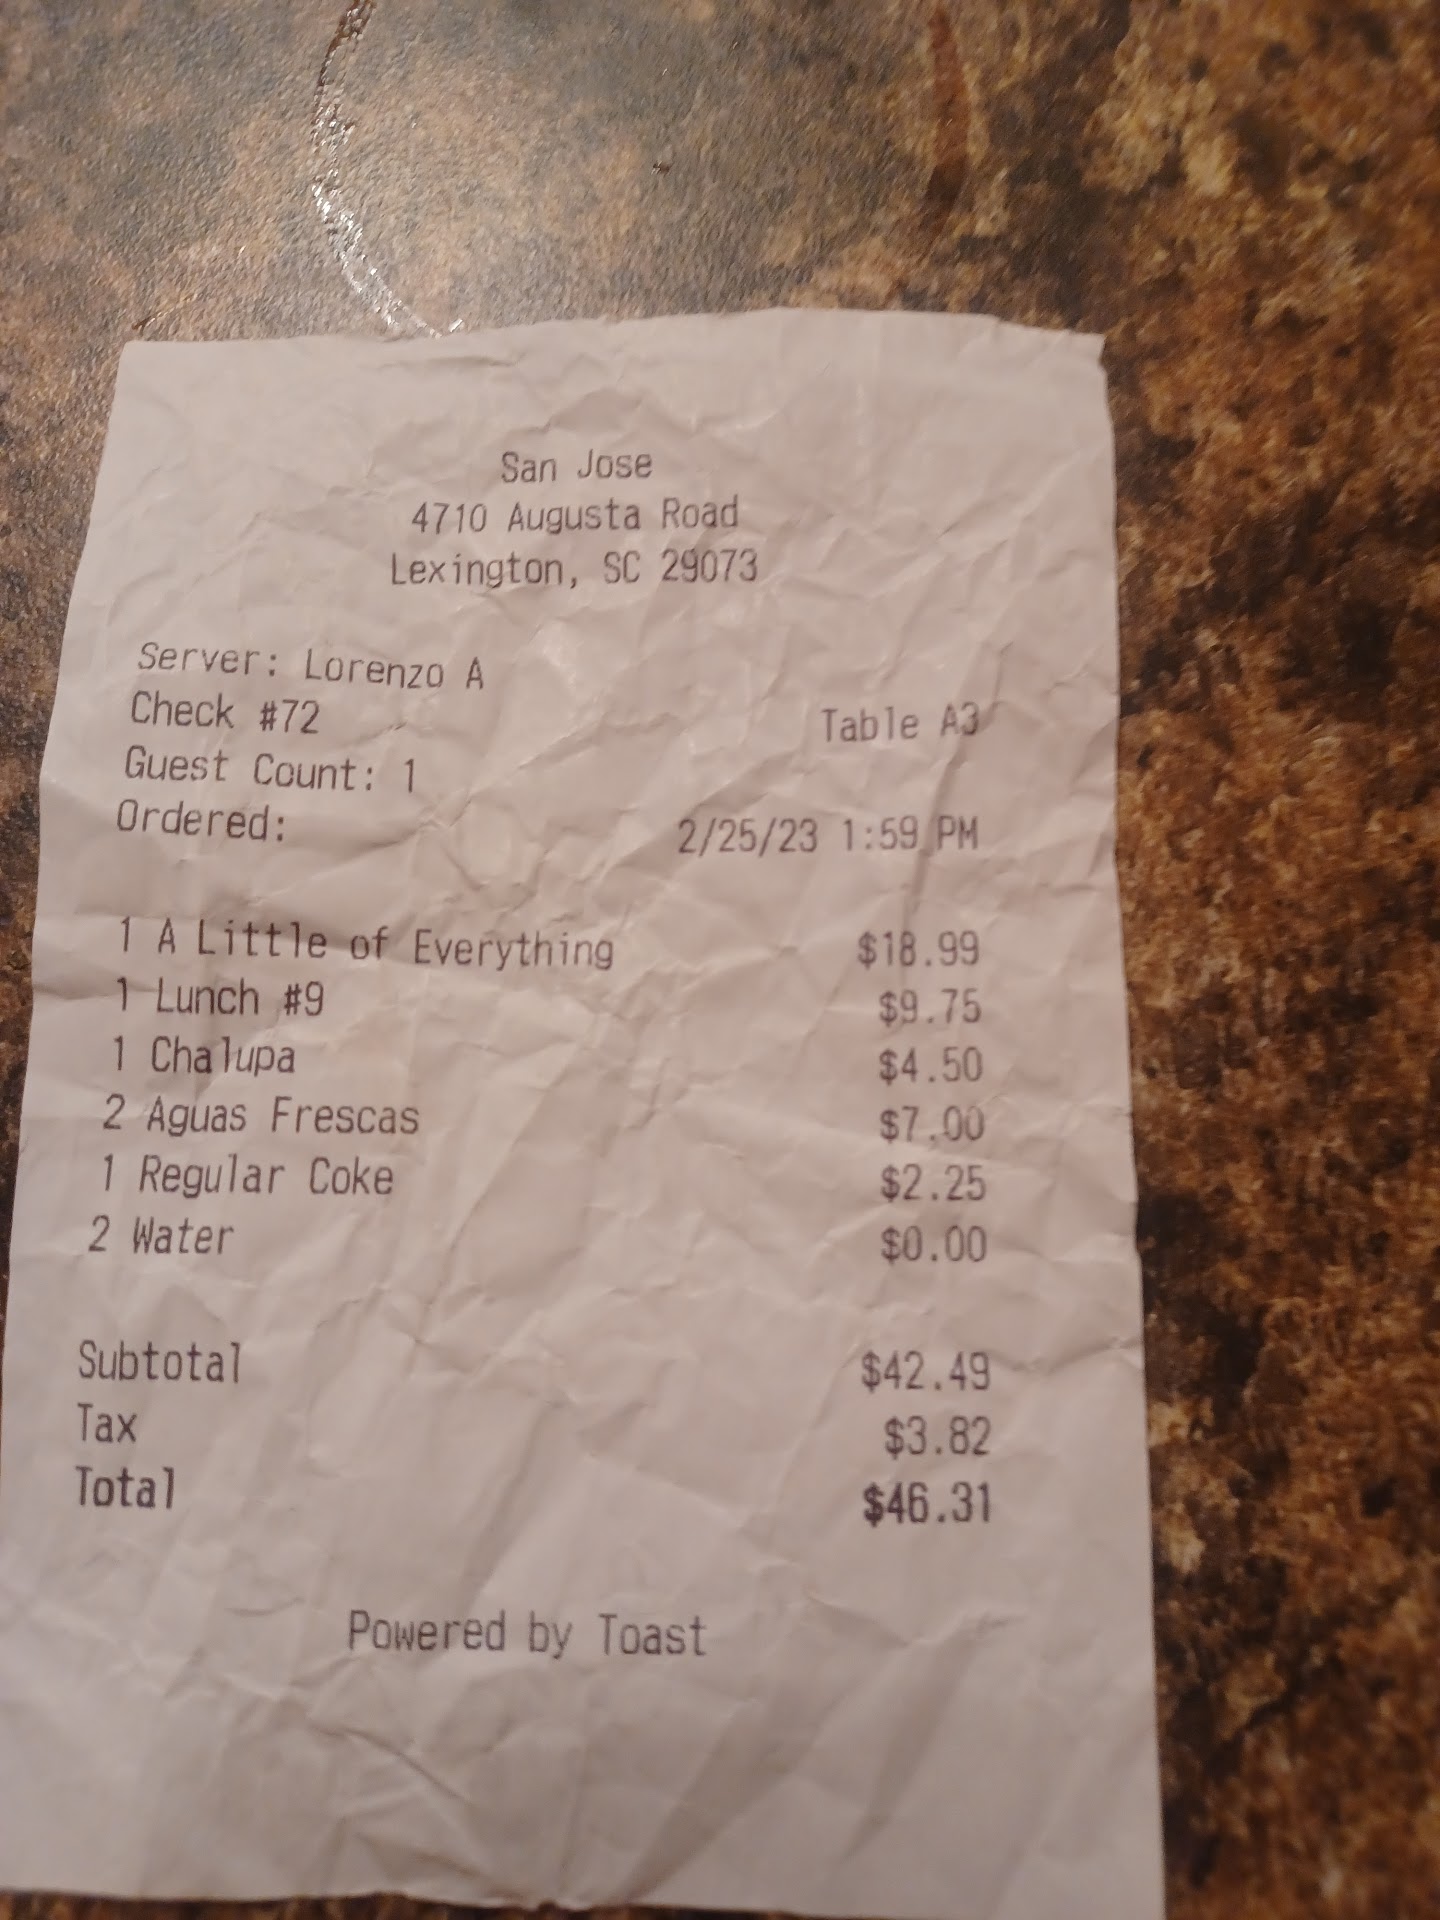 San Jose
4710 Augusta Road
Lexington, SC 29073
Server: Lorenzo A
Check #72 Table A3
Guest Count: 1
Ordered: 2/25/23 1:59 PM
1 A Little of Everything $18.99
1 Lunch #9 $9.75
1 Chalupa $4.50
2 Aguas Frescas $7.00
1 Regular Coke $2.25
2 Water $0.00
Subtotal $42.49
Tax $3.82
Total $46.31
Powered by Toast